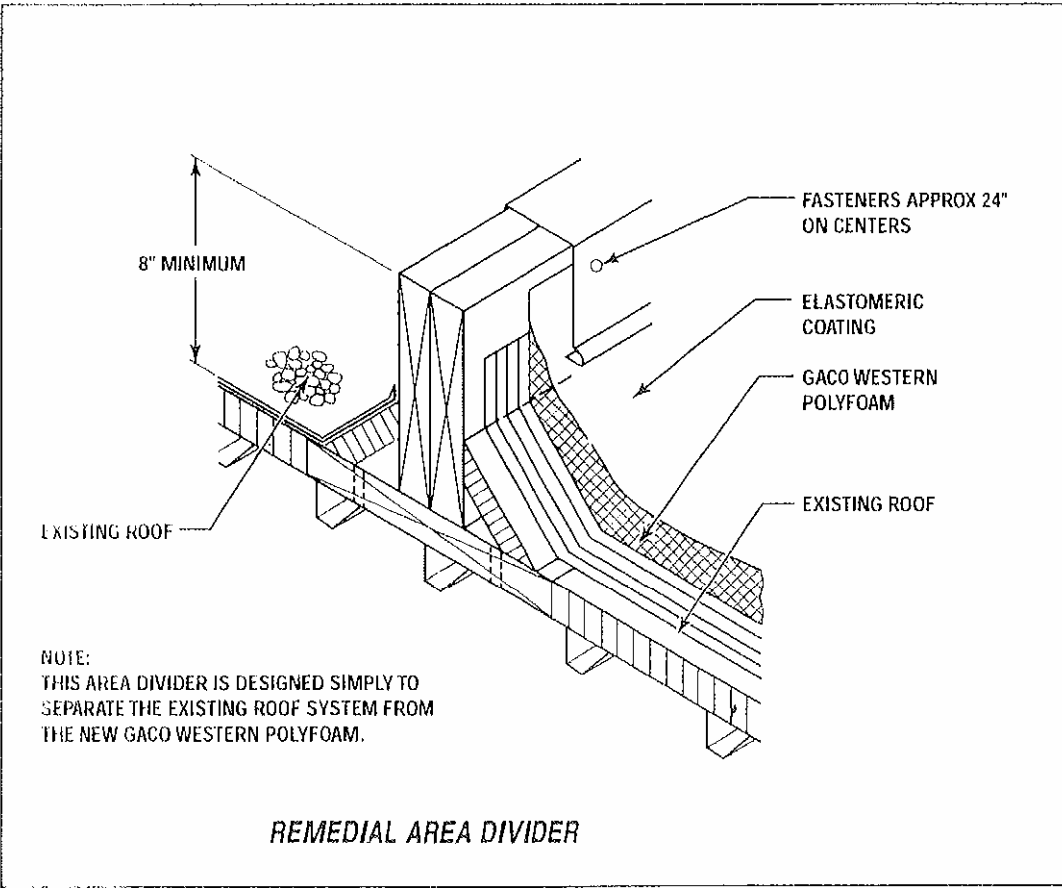 FASTENERS APPROX 24"
ON CENTERS
8" MINIMUM
ELASTOMERIC
COATING
GACO WESTERN
POLYFOAM
EXISTING ROOF
EXISTING ROOF
NOTE:
THIS AREA DIVIDER IS DESIGNED SIMPLY TO
SEPARATE THE EXISTING ROOF SYSTEM FROM
THE NEW GACO WESTERN POLYFOAM.
REMEDIAL AREA DIVIDER